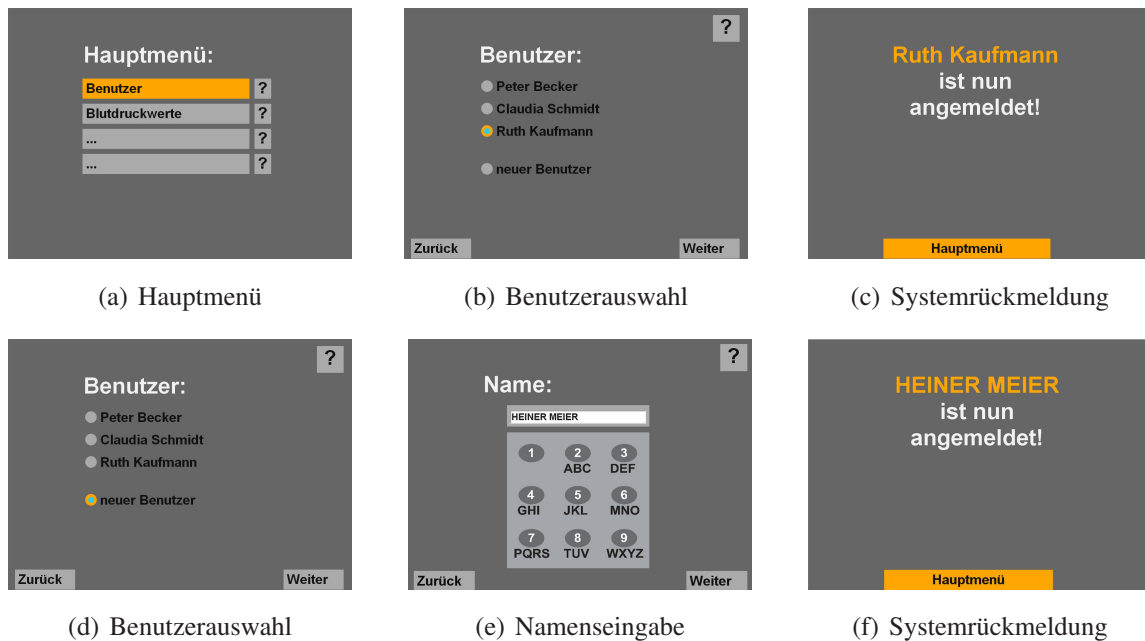 Hauptmenü:
Benutzer ?
Blutdruckwerte ?
... ?
... ?
(a) Hauptmenü
?
Benutzer:
Peter Becker
Claudia Schmidt
Ruth Kaufmann
neuer Benutzer
Zurück Weiter
(b) Benutzerauswahl
Ruth Kaufmann
ist nun
angemeldet!
Hauptmenü
(c) Systemrückmeldung
?
Benutzer:
Peter Becker
Claudia Schmidt
Ruth Kaufmann
neuer Benutzer
Zurück Weiter
(d) Benutzerauswahl
?
Name:
HEINER MEIER
1 2 3
ABC DEF
4 5 6
GHI JKL MNO
7 8 9
PQRS TUV WXYZ
Zurück Weiter
(e) Namenseingabe
HEINER MEIER
ist nun
angemeldet!
Hauptmenü
(f) Systemrückmeldung